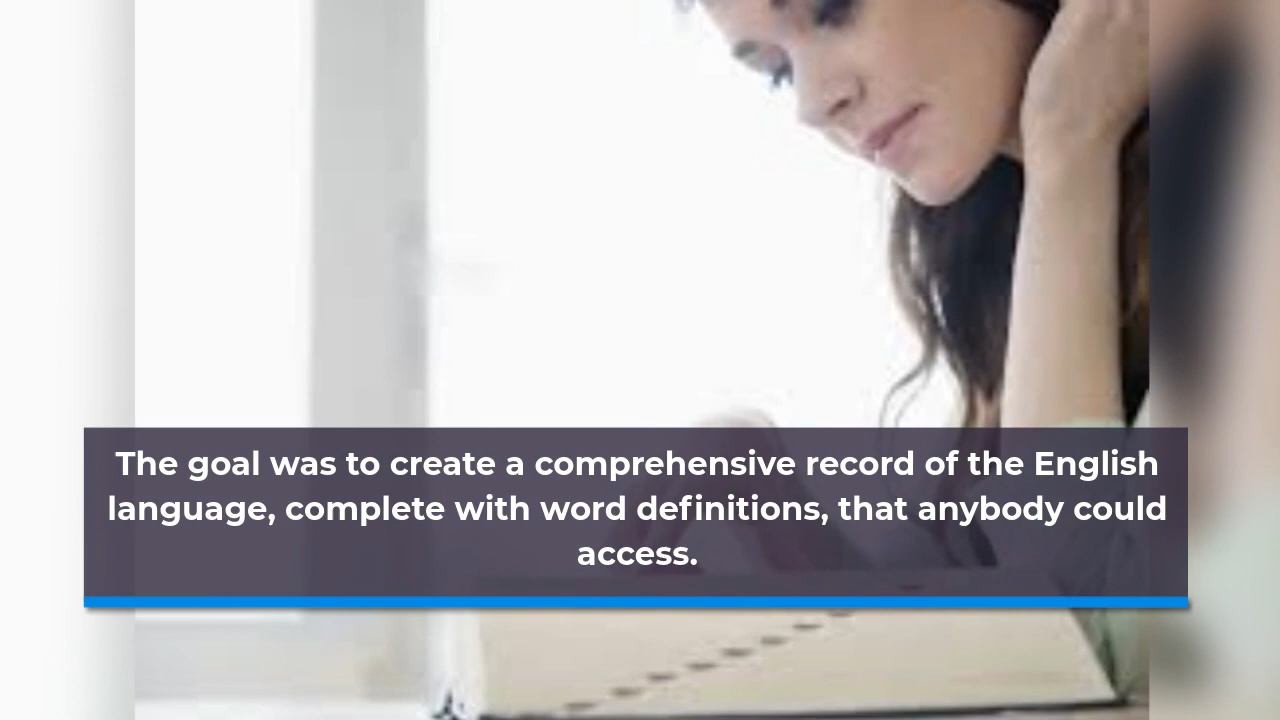 The goal was to create a comprehensive record of the English
language, complete with word definitions, that anybody could
access.